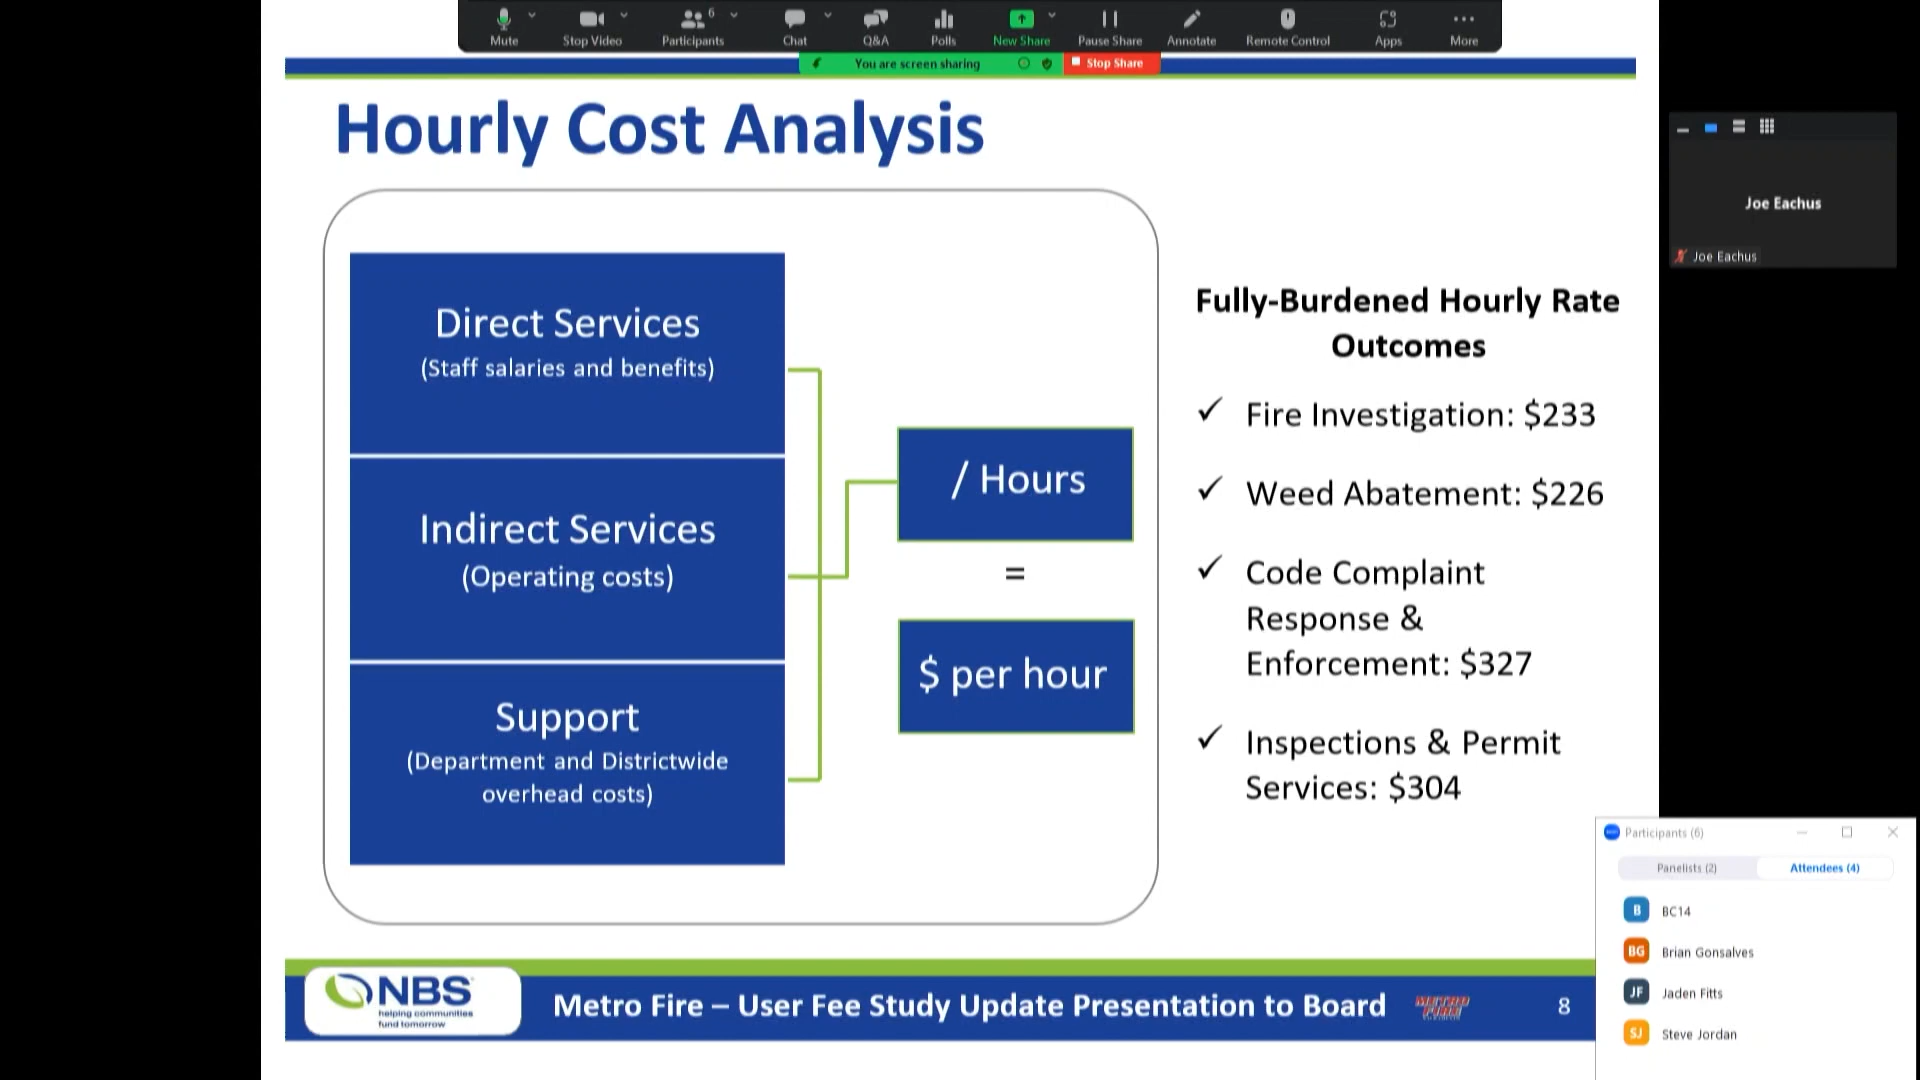 6
Mute
Stop Video
Participants
Chat
Q&A
Polls
New Share
Pause Share
Annotate
Remote Control
Apps
More
You are screen sharing
Stop Share
Hourly Cost Analysis
Direct Services
(Staff salaries and benefits)
Indirect Services
(Operating costs)
Support
(Department and Districtwide
overhead costs)
/ Hours
=
$ per hour
Fully-Burdened Hourly Rate
Outcomes
✓ Fire Investigation: $233
✓ Weed Abatement: $226
✓ Code Complaint
Response &
Enforcement: $327
✓ Inspections & Permit
Services: $304
Joe Eachus
Joe Eachus
NBS
helping communities
fund tomorrow
Metro Fire – User Fee Study Update Presentation to Board
METRO
FIRE
8
Participants (6)
Panelists (2)
Attendees (4)
B BC14
BG Brian Gonsalves
JF Jaden Fitts
SJ Steve Jordan